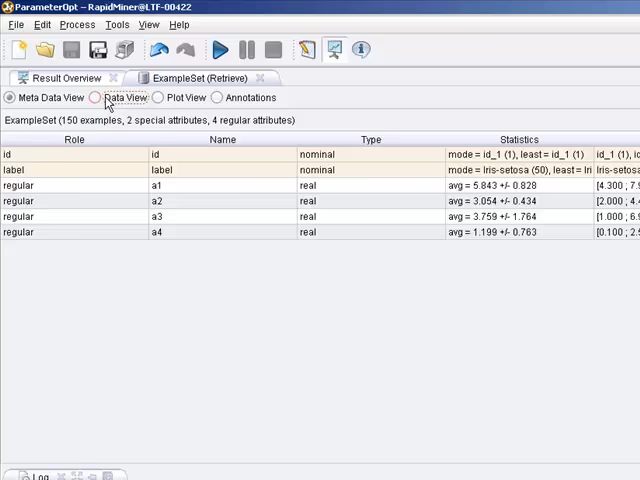 ParameterOpt – RapidMiner@LTF-00422
File Edit Process Tools View Help
Result Overview ExampleSet (Retrieve)
Meta Data View Data View Plot View Annotations
ExampleSet (150 examples, 2 special attributes, 4 regular attributes)
Role Name Type Statistics
id id nominal mode = id_1 (1), least = id_1 (1) id_1 (1), id
label label nominal mode = Iris-setosa (50), least = Iri Iris-setos
regular a1 real avg = 5.843 +/- 0.828 [4.300 ; 7.9
regular a2 real avg = 3.054 +/- 0.434 [2.000 ; 4.4
regular a3 real avg = 3.759 +/- 1.764 [1.000 ; 6.9
regular a4 real avg = 1.199 +/- 0.763 [0.100 ; 2.5
Log